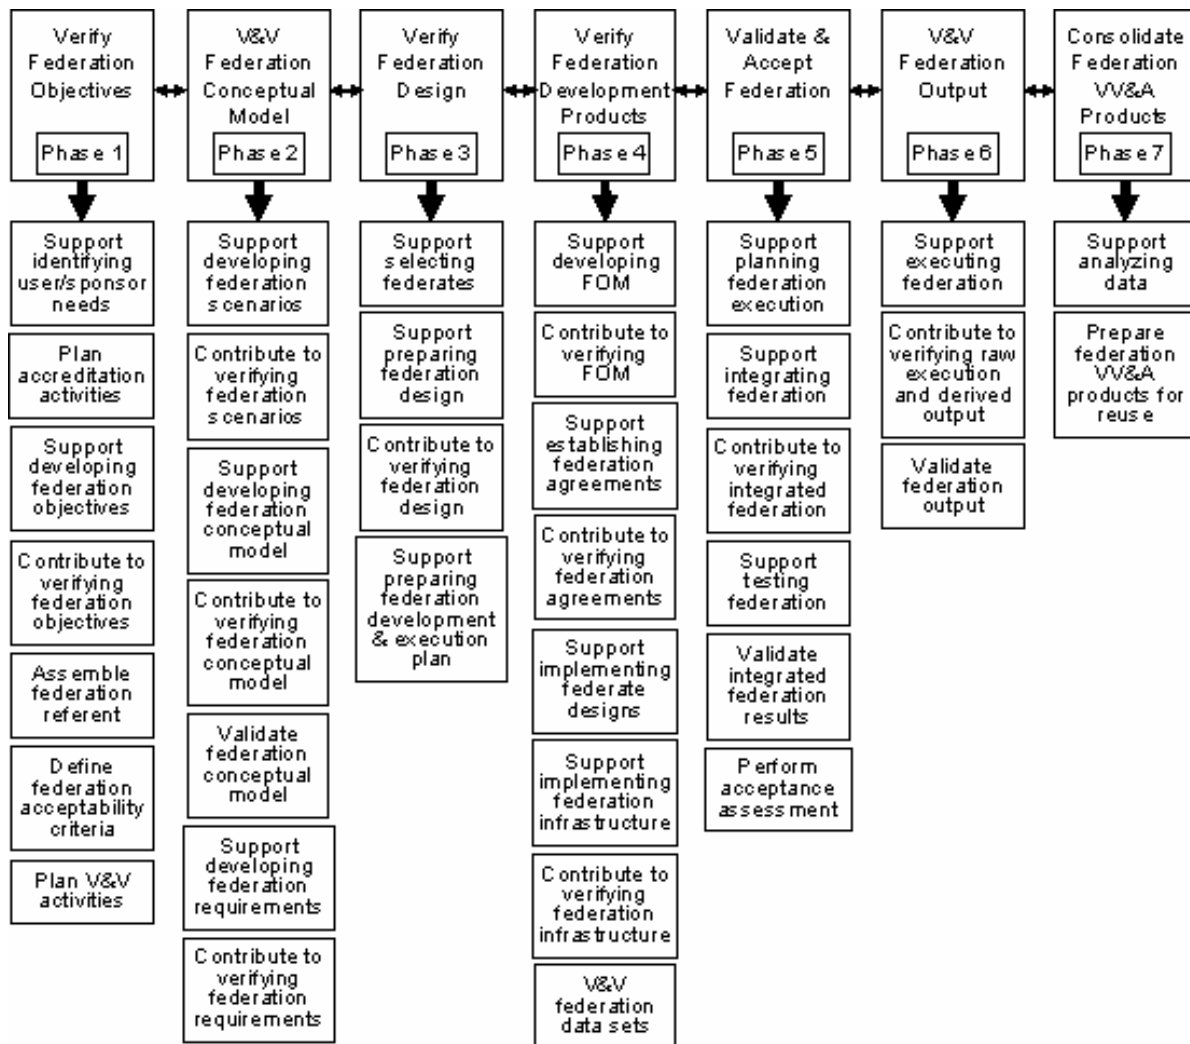 Verify
Federation
Objectives
Phase 1
V&V
Federation
Conceptual
Model
Phase 2
Verify
Federation
Design
Phase 3
Verify
Federation
Development
Products
Phase 4
Validate &
Accept
Federation
Phase 5
V&V
Federation
Output
Phase 6
Consolidate
Federation
VV&A
Products
Phase 7
Support
identifying
user/sponsor
needs
Plan
accreditation
activities
Support
developing
federation
objectives
Contribute to
verifying
federation
objectives
Assemble
federation
referent
Define
federation
acceptability
criteria
Plan V&V
activities
Support
developing
federation
scenarios
Contribute to
verifying
federation
scenarios
Support
developing
federation
conceptual
model
Contribute to
verifying
federation
conceptual
model
Validate
federation
conceptual
model
Support
developing
federation
requirements
Contribute to
verifying
federation
requirements
Support
selecting
federates
Support
preparing
federation
design
Contribute to
verifying
federation
design
Support
preparing
federation
development
& execution
plan
Support
developing
FOM
Contribute to
verifying
FOM
Support
establishing
federation
agreements
Contribute to
verifying
federation
agreements
Support
implementing
federate
designs
Support
implementing
federation
infrastructure
Contribute to
verifying
federation
infrastructure
V&V
federation
data sets
Support
planning
federation
execution
Support
integrating
federation
Contribute to
verifying
integrated
federation
Support
testing
federation
Validate
integrated
federation
results
Perform
acceptance
assessment
Support
executing
federation
Contribute to
verifying raw
execution
and derived
output
Validate
federation
output
Support
analyzing
data
Prepare
federation
VV&A
products for
reuse